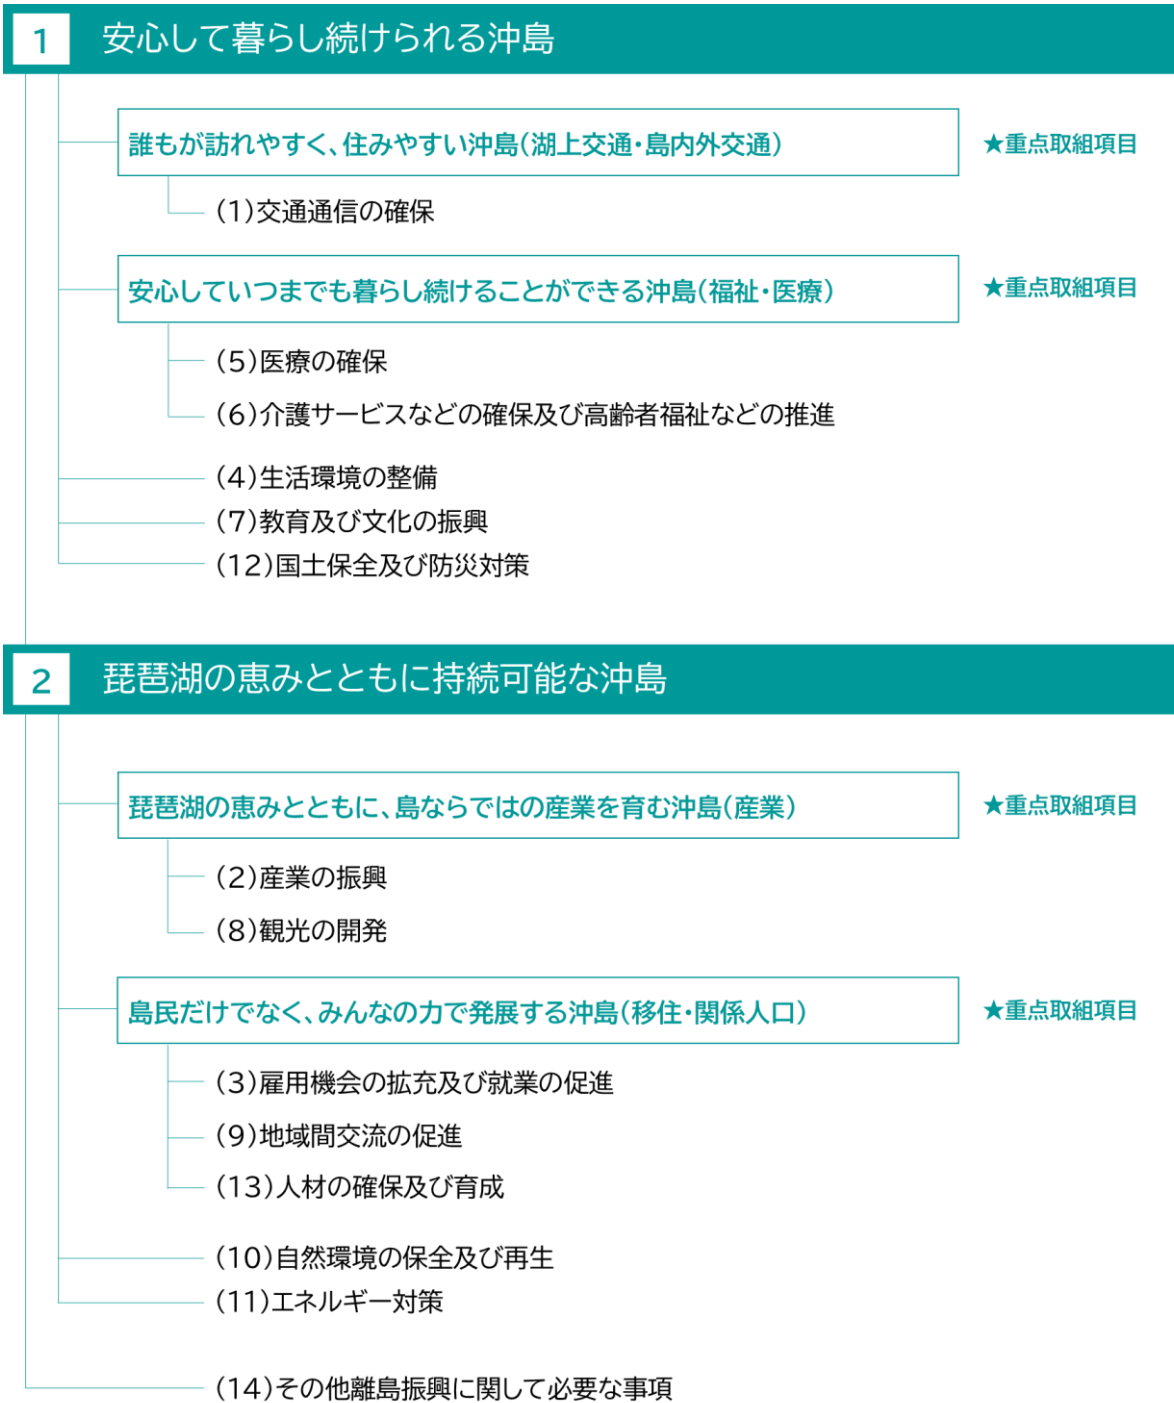 1 安心して暮らし続けられる沖島
誰もが訪れやすく、住みやすい沖島(湖上交通・島内外交通) ★重点取組項目
(1)交通通信の確保
安心していつまでも暮らし続けることができる沖島(福祉・医療) ★重点取組項目
(5)医療の確保
(6)介護サービスなどの確保及び高齢者福祉などの推進
(4)生活環境の整備
(7)教育及び文化の振興
(12)国土保全及び防災対策
2 琵琶湖の恵みとともに持続可能な沖島
琵琶湖の恵みとともに、島ならではの産業を育む沖島(産業) ★重点取組項目
(2)産業の振興
(8)観光の開発
島民だけでなく、みんなの力で発展する沖島(移住・関係人口) ★重点取組項目
(3)雇用機会の拡充及び就業の促進
(9)地域間交流の促進
(13)人材の確保及び育成
(10)自然環境の保全及び再生
(11)エネルギー対策
(14)その他離島振興に関して必要な事項